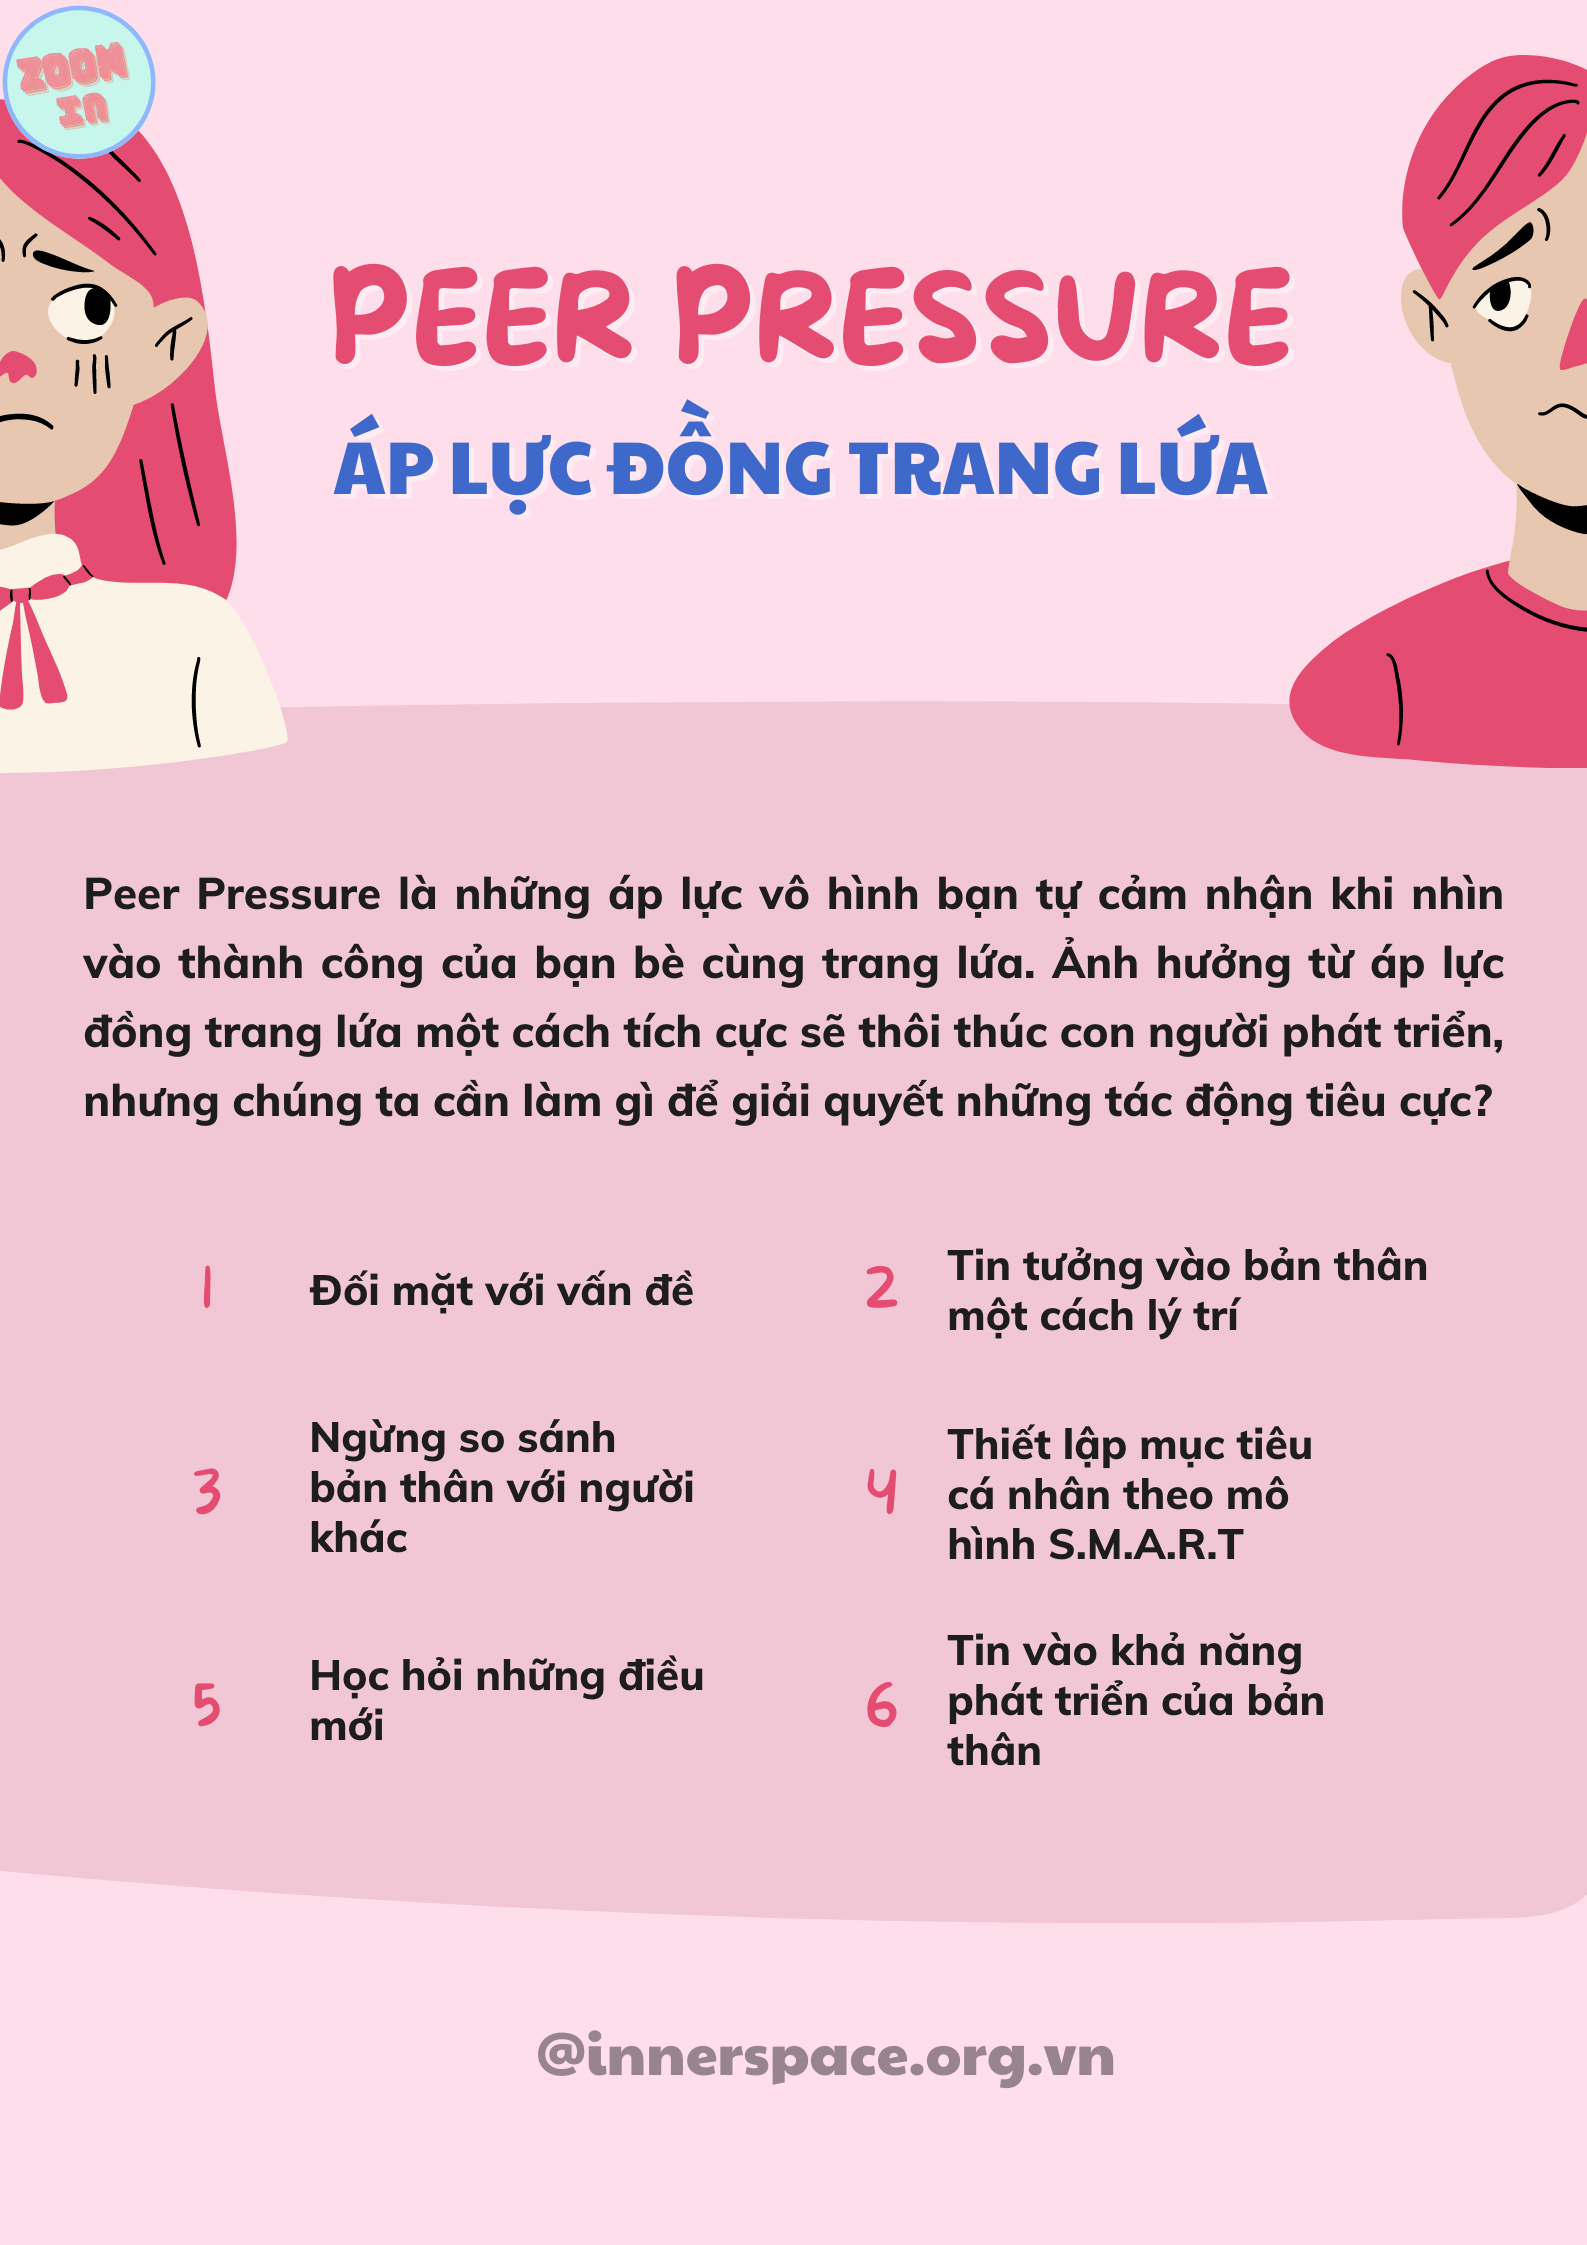 ZOOM
IN
PEER PRESSURE
ÁP LỰC ĐỒNG TRANG LỨA
Peer Pressure là những áp lực vô hình bạn tự cảm nhận khi nhìn
vào thành công của bạn bè cùng trang lứa. Ảnh hưởng từ áp lực
đồng trang lứa một cách tích cực sẽ thôi thúc con người phát triển,
nhưng chúng ta cần làm gì để giải quyết những tác động tiêu cực?
1
Đối mặt với vấn đề
2
Tin tưởng vào bản thân
một cách lý trí
3
Ngừng so sánh
bản thân với người
khác
4
Thiết lập mục tiêu
cá nhân theo mô
hình S.M.A.R.T
5
Học hỏi những điều
mới
6
Tin vào khả năng
phát triển của bản
thân
@innerspace.org.vn